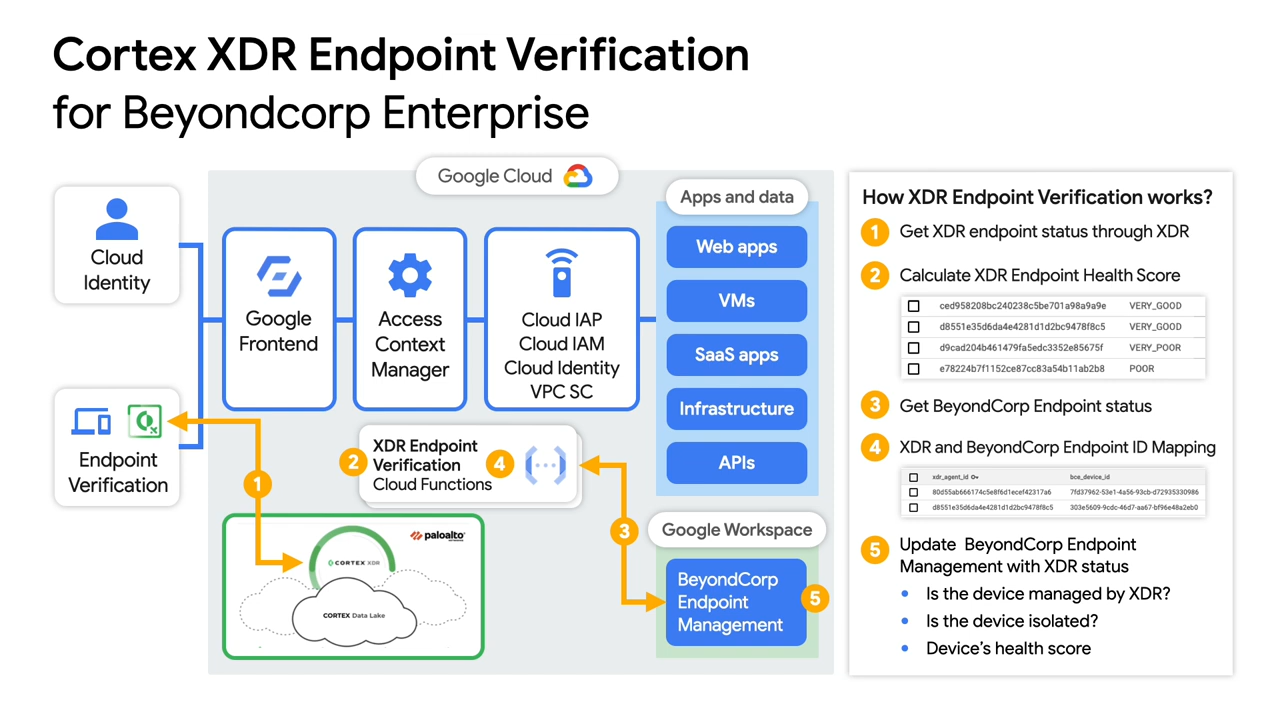 Cortex XDR Endpoint Verification
for Beyondcorp Enterprise
Google Cloud
Cloud
Identity
Endpoint
Verification
Google
Frontend
Access
Context
Manager
Cloud IAP
Cloud IAM
Cloud Identity
VPC SC
Apps and data
Web apps
VMs
SaaS apps
Infrastructure
APIs
1
2
XDR Endpoint
Verification
Cloud Functions
4
3
paloalto
CORTEX XDR
CORTEX Data Lake
Google Workspace
BeyondCorp
Endpoint
Management
5
How XDR Endpoint Verification works?
1 Get XDR endpoint status through XDR
2 Calculate XDR Endpoint Health Score
ced958208bc240238c5be701a98a9a9e VERY_GOOD
d8551e35d6da4e4281d1d2bc9478f8c5 VERY_GOOD
d9cad204b461479fa5edc3352e85675f VERY_POOR
e78224b7f1152ce87cc83a54b11ab2b8 POOR
3 Get BeyondCorp Endpoint status
4 XDR and BeyondCorp Endpoint ID Mapping
xdr_agent_id bce_device_id
80d55ab666174c5e8f6d1ecef42317a6 7fd37962-53e1-4a56-93cb-d72935330986
d8551e35d6da4e4281d1d2bc9478f8c5 303e5609-9cdc-46d7-aa67-bf96e48a2eb0
5 Update BeyondCorp Endpoint
Management with XDR status
• Is the device managed by XDR?
• Is the device isolated?
• Device's health score